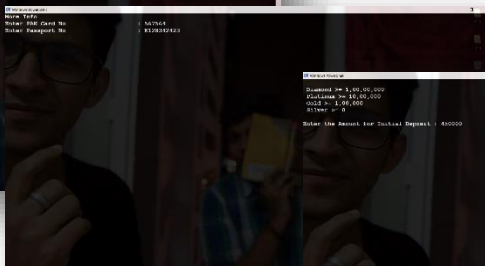 More Info
Enter PAN Card No : 567564
Enter Passport No : K128342423
Diamond >= 1,00,00,000
Platinum >= 10,00,000
Gold >= 1,00,000
Silver >= 0
Enter the Amount for Initial Deposit : 450000